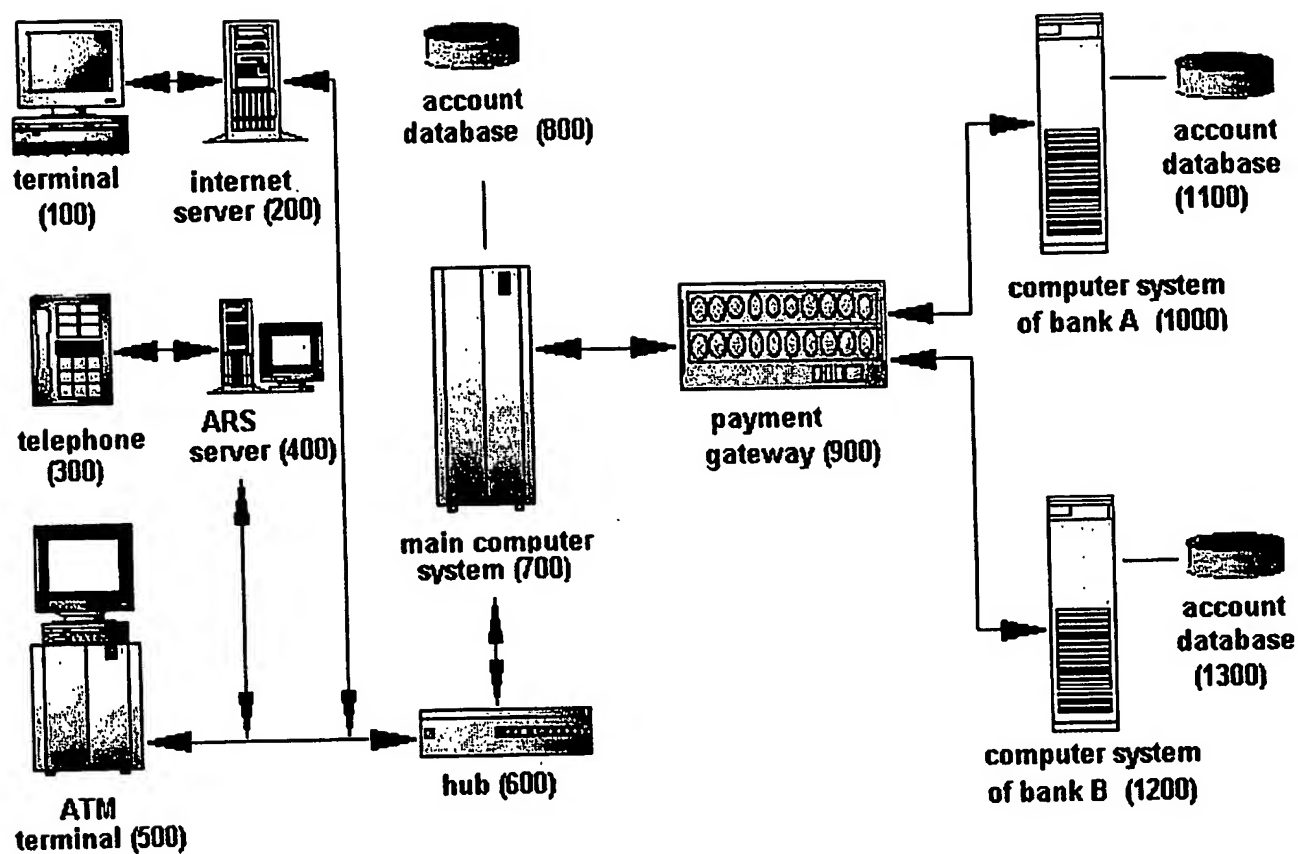 terminal
(100)
internet
server (200)
account
database (800)
account
database
(1100)
computer system
of bank A (1000)
telephone
(300)
ARS
server (400)
main computer
system (700)
payment
gateway (900)
ATM
terminal (500)
hub (600)
account
database
(1300)
computer system
of bank B (1200)